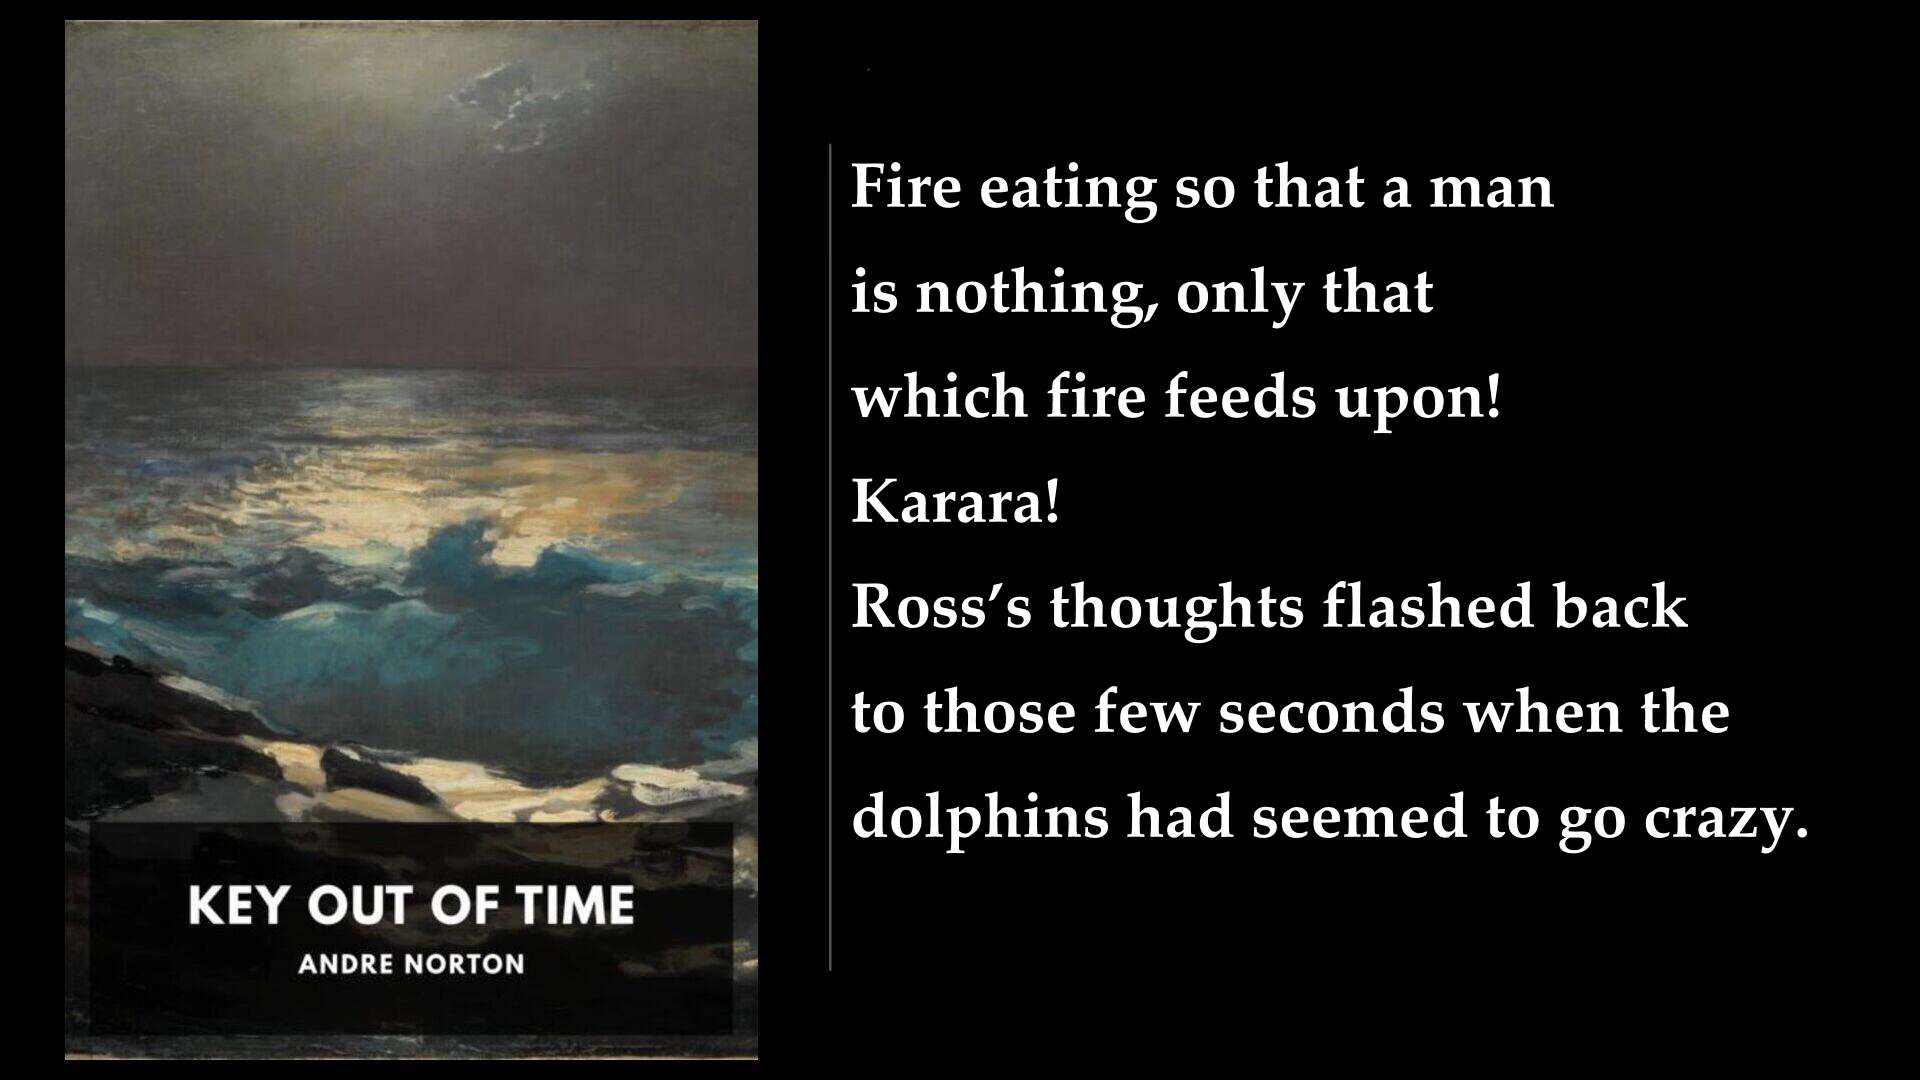 Fire eating so that a man
is nothing, only that
which fire feeds upon!
Karara!
Ross’s thoughts flashed back
to those few seconds when the
dolphins had seemed to go crazy.
KEY OUT OF TIME
ANDRE NORTON